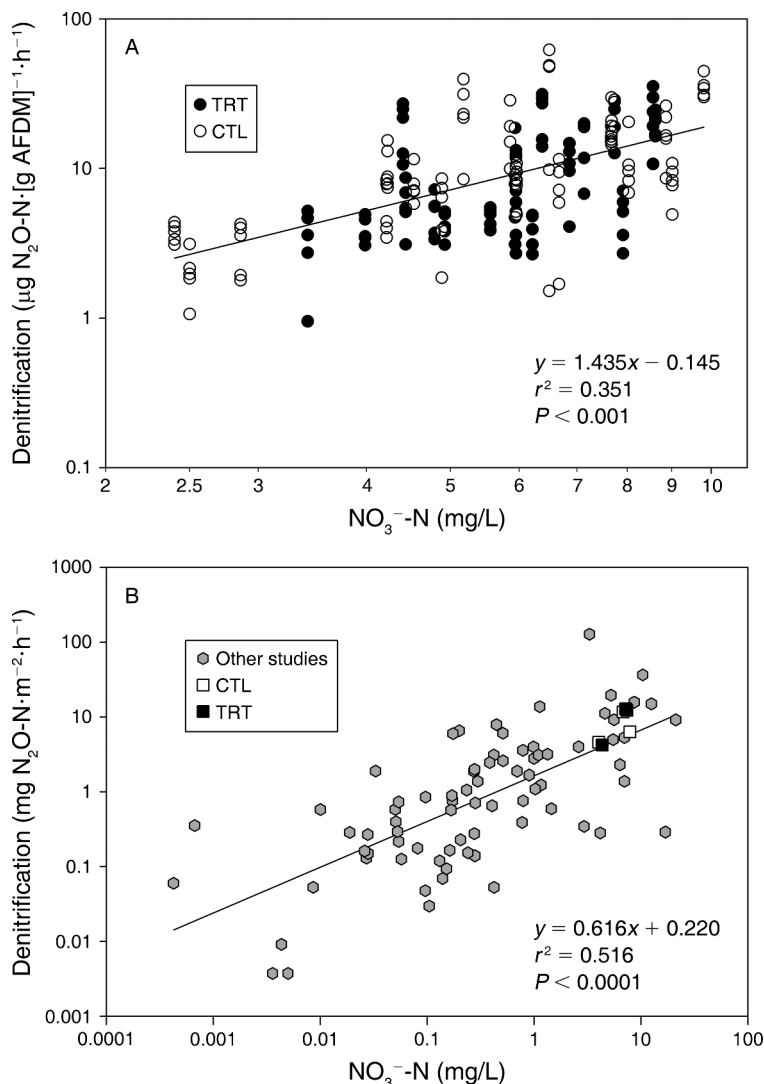 100
A
TRT
CTL
10
1
0.1
y = 1.435x − 0.145
r² = 0.351
P < 0.001
2 2.5 3 4 5 6 7 8 9 10
NO₃⁻-N (mg/L)
Denitrification (μg N₂O-N·[g AFDM]⁻¹·h⁻¹)
1000
B
100
Other studies
CTL
TRT
10
1
0.1
0.01
0.001
y = 0.616x + 0.220
r² = 0.516
P < 0.0001
0.0001 0.001 0.01 0.1 1 10 100
NO₃⁻-N (mg/L)
Denitrification (mg N₂O-N·m⁻²·h⁻¹)